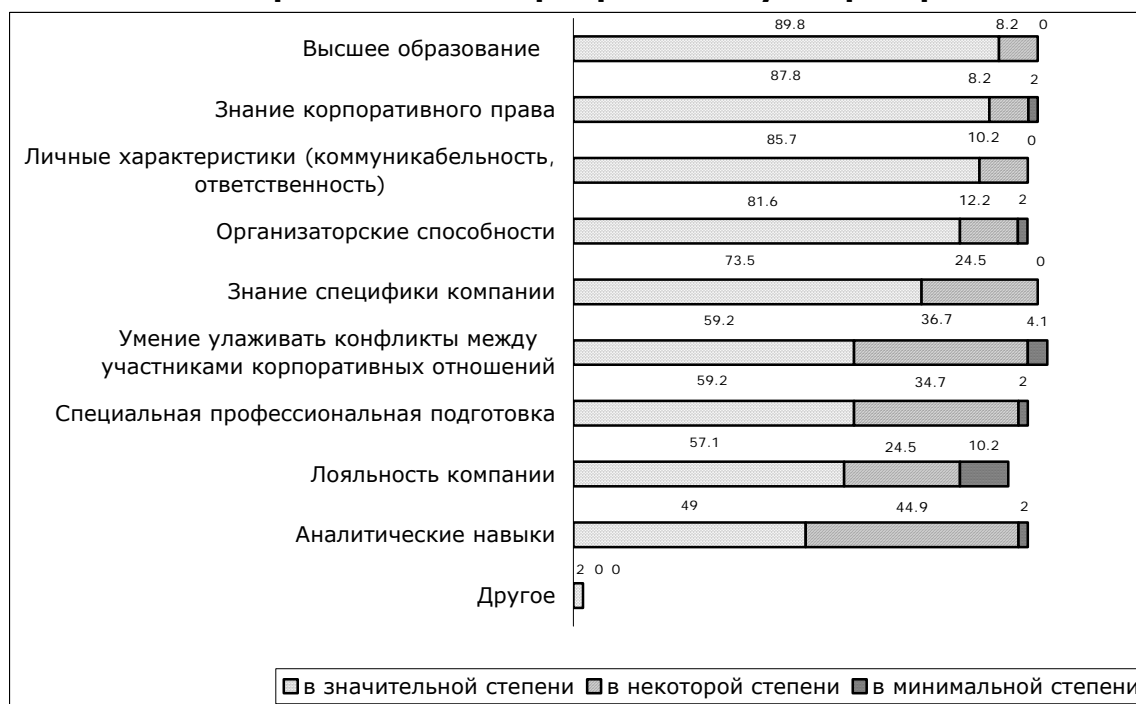 89.8 8.2 0
Высшее образование
87.8 8.2 2
Знание корпоративного права
85.7 10.2 0
Личные характеристики (коммуникабельность,
ответственность)
81.6 12.2 2
Организаторские способности
73.5 24.5 0
Знание специфики компании
59.2 36.7 4.1
Умение улаживать конфликты между
участниками корпоративных отношений
59.2 34.7 2
Специальная профессиональная подготовка
57.1 24.5 10.2
Лояльность компании
49 44.9 2
Аналитические навыки
2 0 0
Другое
в значительной степени в некоторой степени в минимальной степени